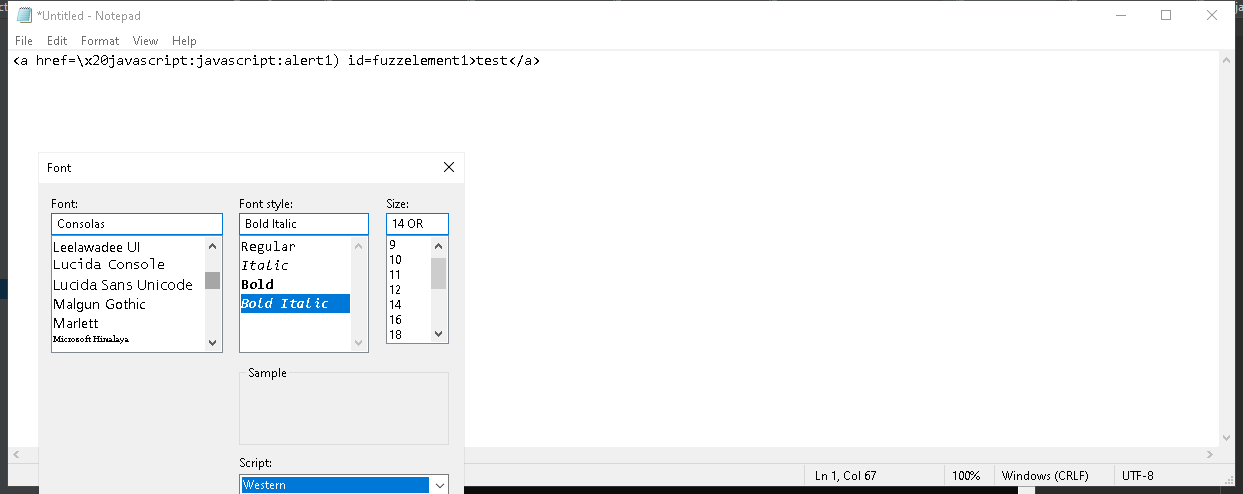 *Untitled - Notepad
File Edit Format View Help
<a href=\x20javascript:javascript:alert1) id=fuzzelement1>test</a>
Font
Font: Font style: Size:
Consolas Bold Italic 14 OR
Leelawadee UI Regular 9
Lucida Console Italic 10
Lucida Sans Unicode Bold 11
Malgun Gothic Bold Italic 12
Marlett 14
Microsoft Himalaya 16
18
Sample
Script:
Western
Ln 1, Col 67 100% Windows (CRLF) UTF-8